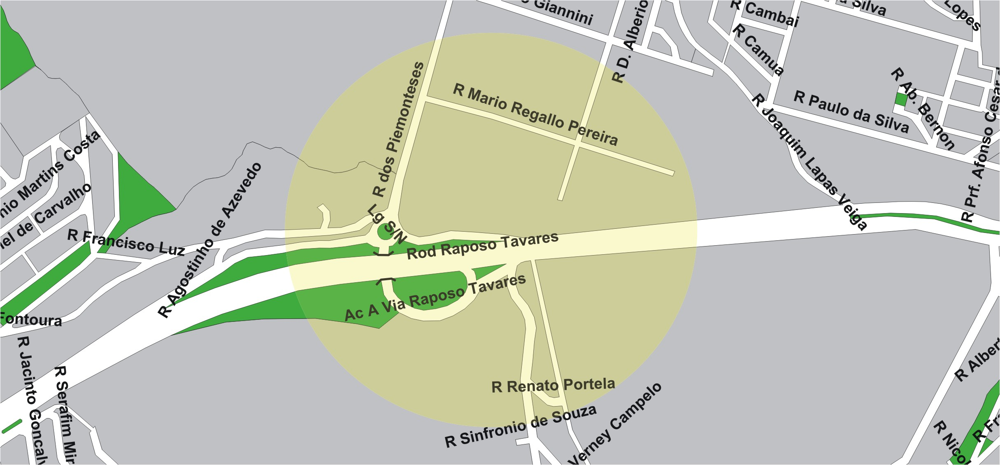 Giannini
R D. Alberio
R Cambai
Silva
Lopes
R Camua
R dos Piemonteses
R Mario Regallo Pereira
R Ab. Bernon
R Paulo da Silva
R Joaquim Lapas Veiga
R Prf. Afonso Cesar
Martins Costa
de Carvalho
R Agostinho de Azevedo
Lg S/N
R Francisco Luz
Rod Raposo Tavares
Ac A Via Raposo Tavares
Fontoura
R Jacinto Goncalv
R Serafim Mir
R Renato Portela
R Sinfronio de Souza
Verney Campelo
R Albert
R Nicol
R Fra